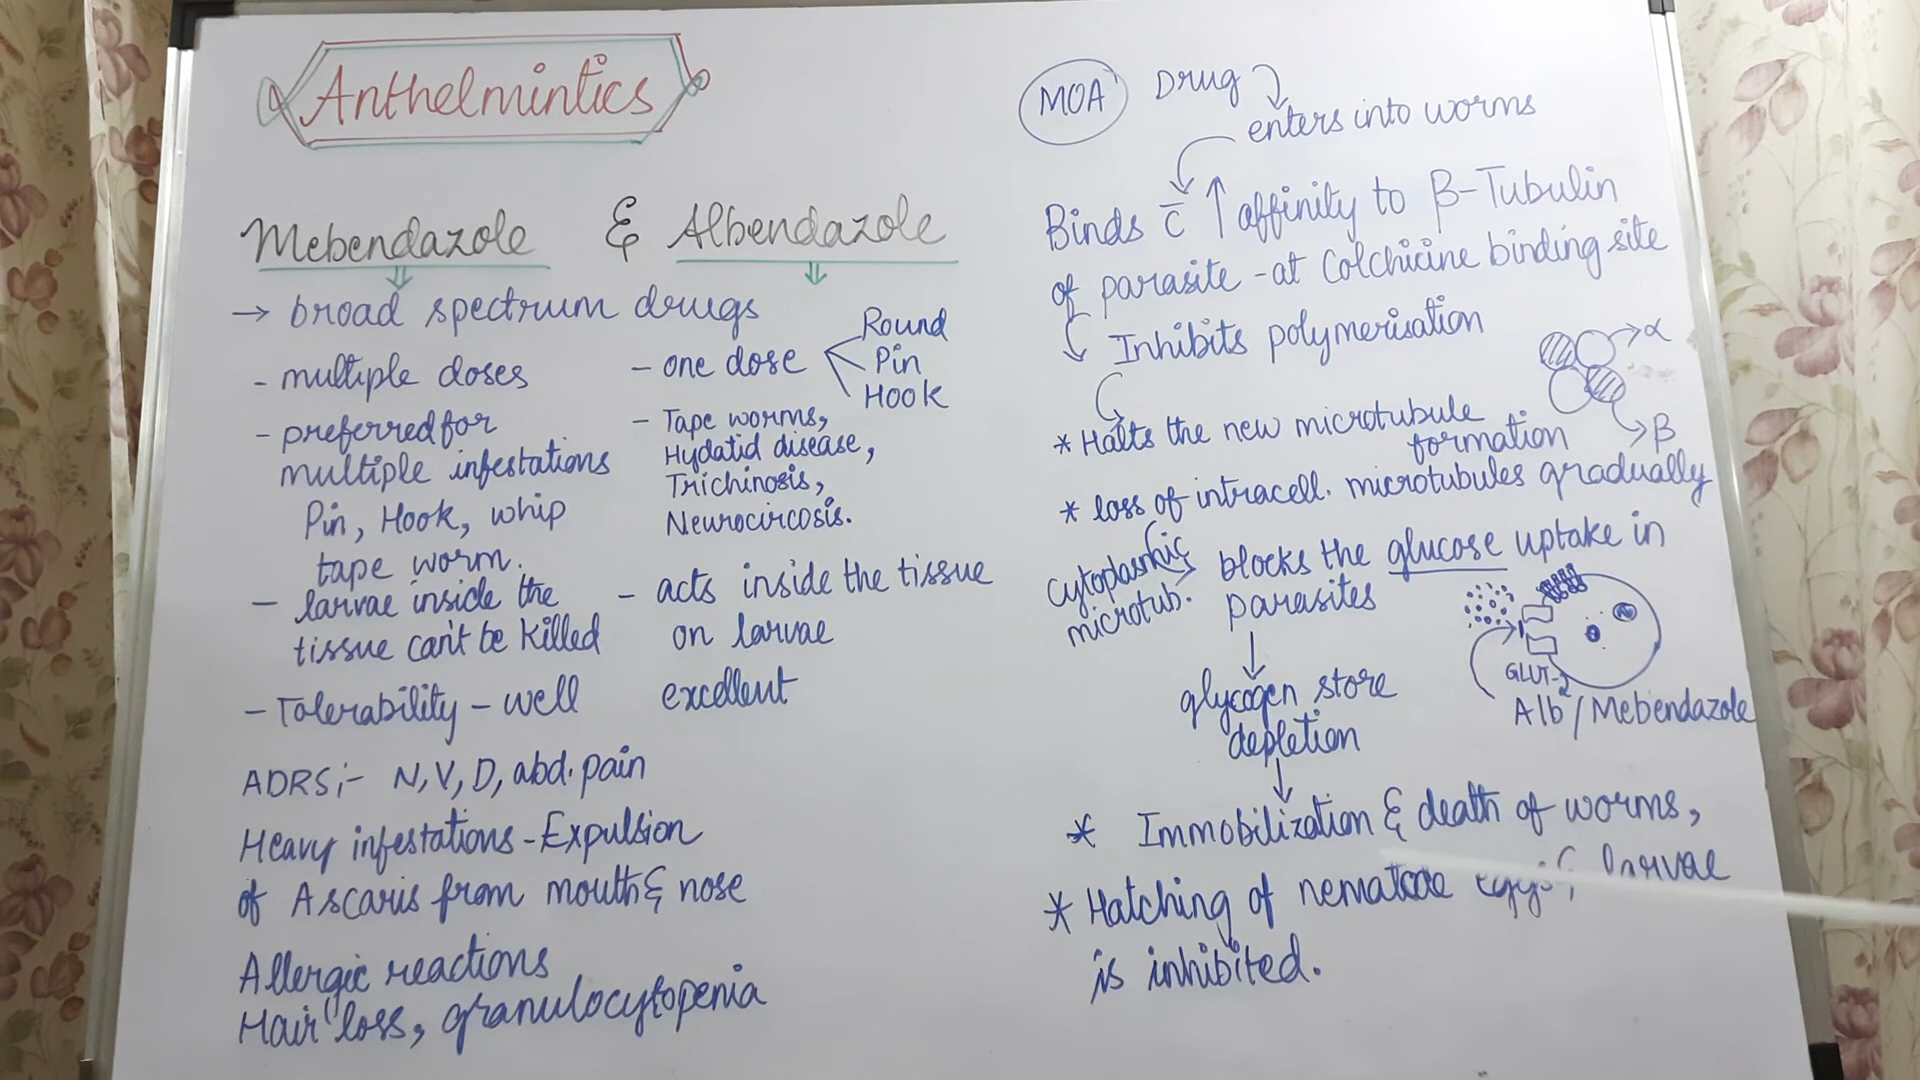 Anthelmintics
Mebendazole & Albendazole
→ broad spectrum drugs
- multiple doses
- preferred for
multiple infestations
Pin, Hook, whip
tape worm.
- larvae inside the
tissue can't be killed
- Tolerability - well
- one dose
Round
Pin
Hook
- Tape worms,
Hydatid disease,
Trichinosis,
Neurocircosis.
- acts inside the tissue
on larvae
excellent
ADRS;- N, V, D, abd. pain
Heavy infestations - Expulsion
of Ascaris from mouth & nose
Allergic reactions
Hair loss, granulocytopenia
MOA Drug
enters into worms
Binds c̄ ↑ affinity to β-Tubulin
of parasite - at Colchicine binding site
Inhibits polymerisation
α
β
* Halts the new microtubule
formation
* loss of intracell. microtubules gradually
cytoplasmic
microtub.
blocks the glucose uptake in
parasites
↓
glycogen store
depletion
↓
GLUT-2
Alb/Mebendazole
* Immobilization & death of worms,
* Hatching of nematode eggs & larvae
is inhibited.